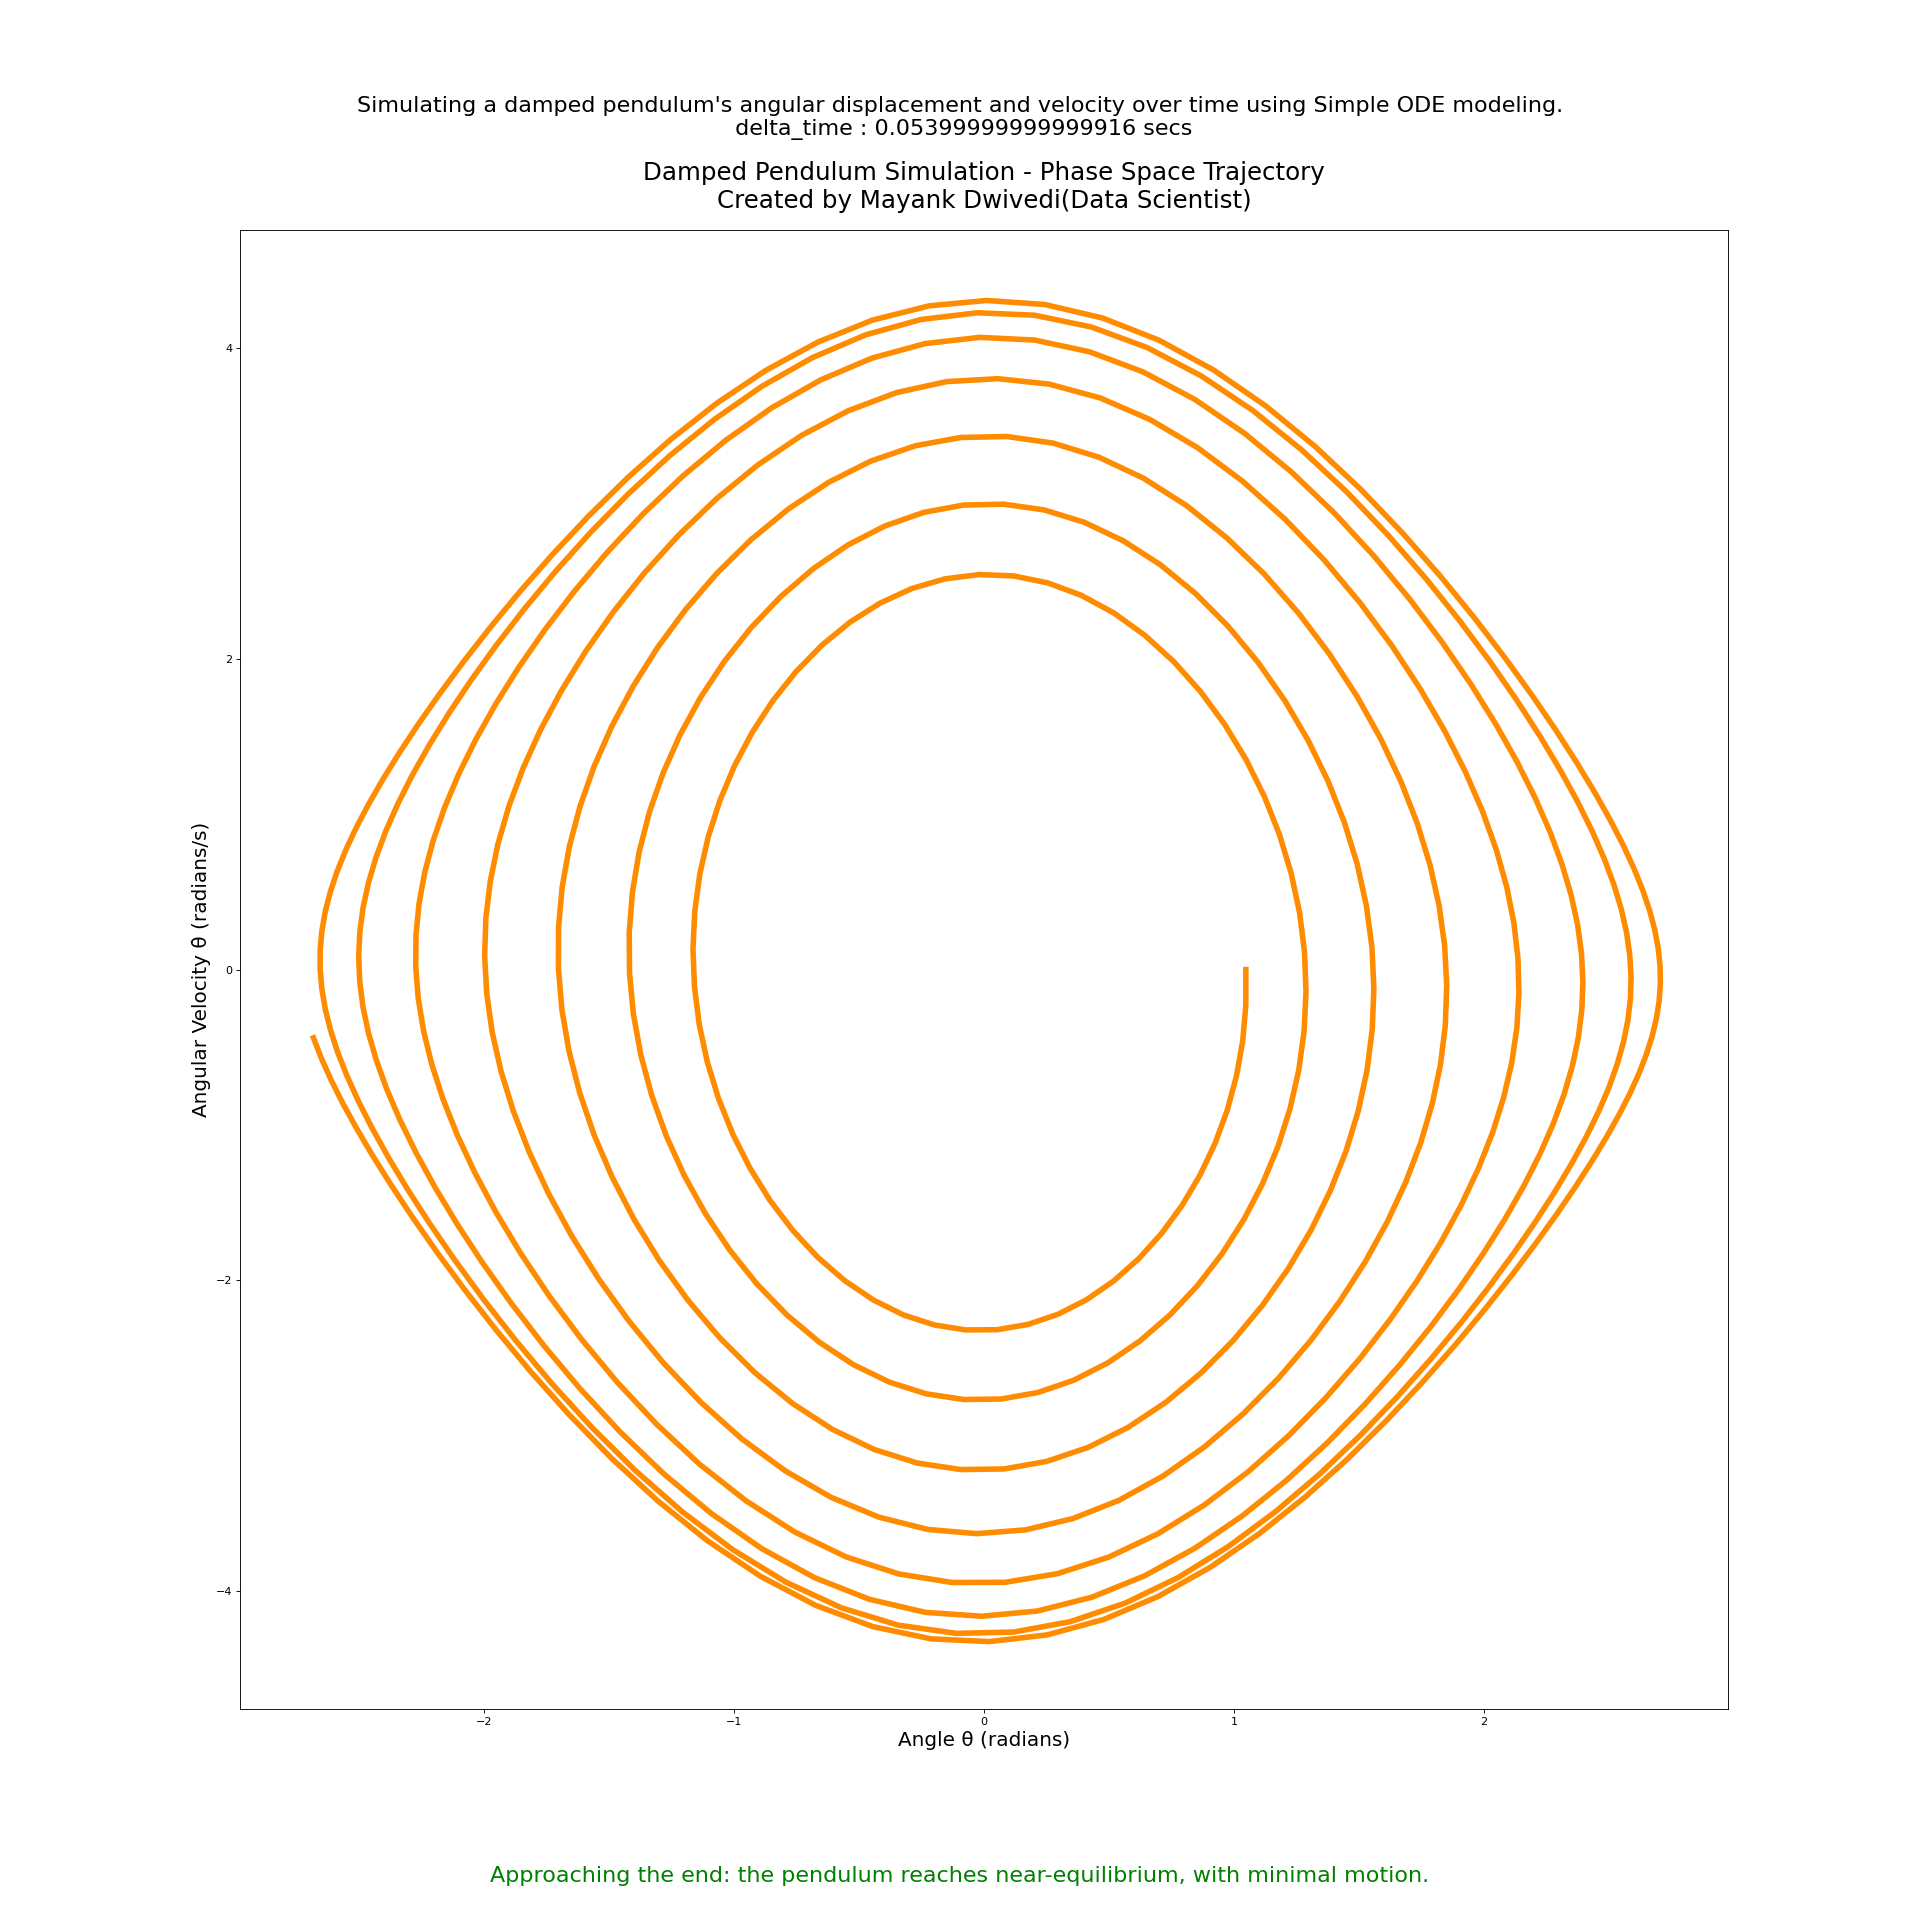 Simulating a damped pendulum's angular displacement and velocity over time using Simple ODE modeling.
delta_time : 0.05399999999999916 secs
Damped Pendulum Simulation - Phase Space Trajectory
Created by Mayank Dwivedi(Data Scientist)
4
2
0
−2
−4
Angular Velocity θ (radians/s)
−2
−1
0
1
2
Angle θ (radians)
Approaching the end: the pendulum reaches near-equilibrium, with minimal motion.